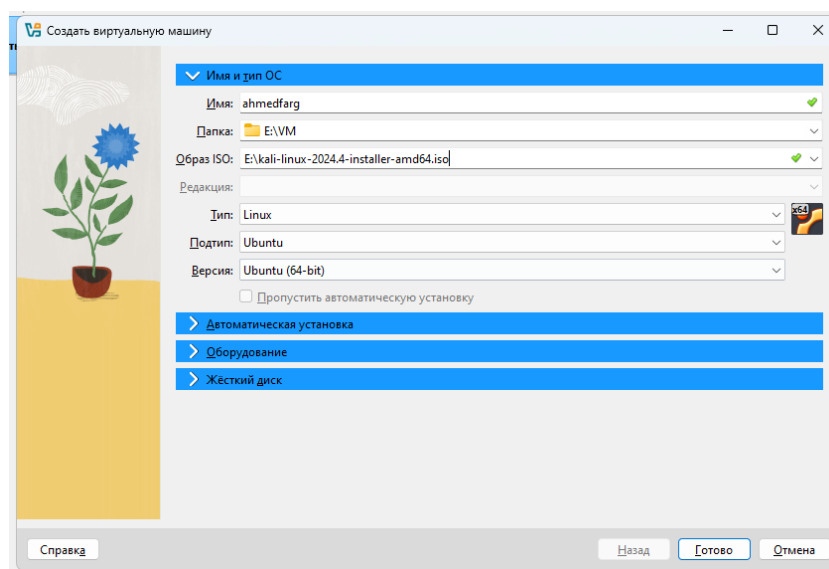 Создать виртуальную машину
Имя и тип ОС
Имя: ahmedfarg
Папка: E:\VM
Образ ISO: E:\kali-linux-2024.4-installer-amd64.iso
Редакция:
Тип: Linux
x64
Подтип: Ubuntu
Версия: Ubuntu (64-bit)
Пропустить автоматическую установку
Автоматическая установка
Оборудование
Жёсткий диск
Справка Назад Готово Отмена